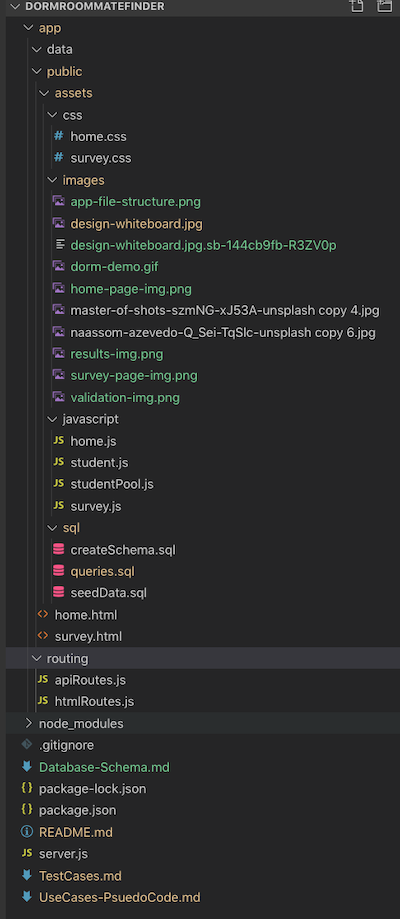 DORMROOMMATEFINDER
app
data
public
assets
css
# home.css
# survey.css
images
app-file-structure.png
design-whiteboard.jpg
design-whiteboard.jpg.sb-144cb9fb-R3ZV0p
dorm-demo.gif
home-page-img.png
master-of-shots-szmNG-xJ53A-unsplash copy 4.jpg
naassom-azevedo-Q_Sei-TqSlc-unsplash copy 6.jpg
results-img.png
survey-page-img.png
validation-img.png
javascript
JS home.js
JS student.js
JS studentPool.js
JS survey.js
sql
createSchema.sql
queries.sql
seedData.sql
<> home.html
<> survey.html
routing
JS apiRoutes.js
JS htmlRoutes.js
node_modules
.gitignore
Database-Schema.md
{} package-lock.json
{} package.json
README.md
JS server.js
TestCases.md
UseCases-PsuedoCode.md